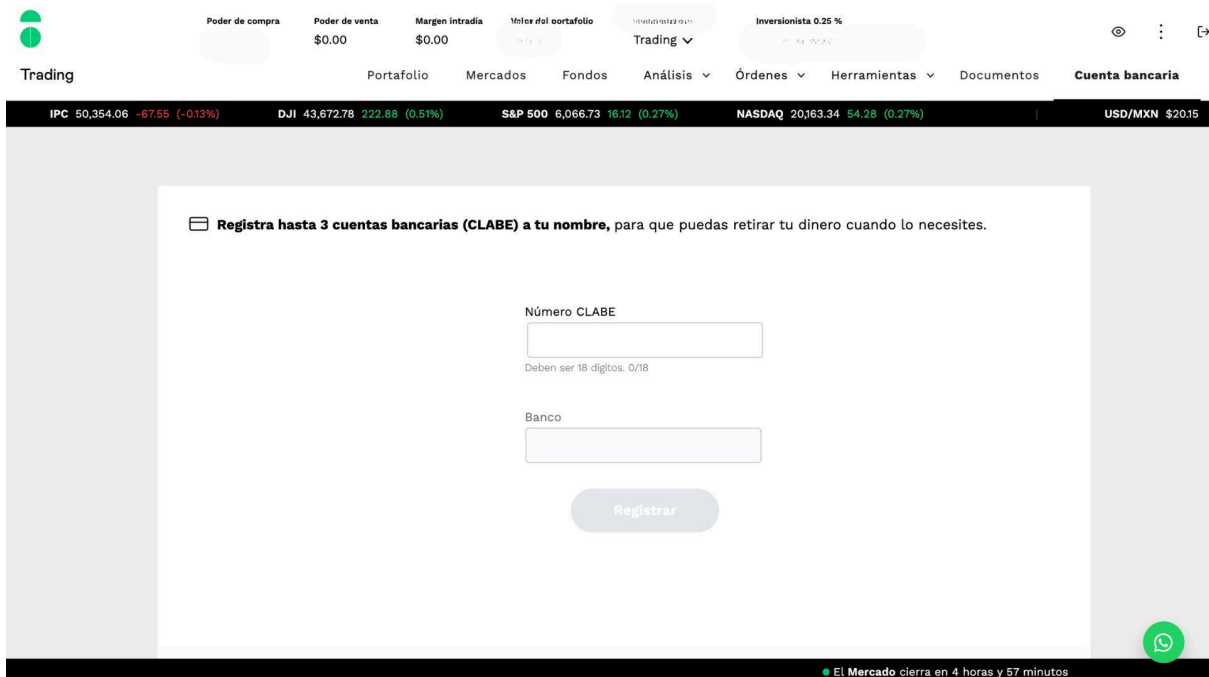 Poder de compra Poder de venta Margen intradía Valor del portafolio Inversionista 0.25 %
$0.00 $0.00 Trading
Trading Portafolio Mercados Fondos Análisis Órdenes Herramientas Documentos Cuenta bancaria
IPC 50,354.06 -67.55 (-0.13%) DJI 43,672.78 222.88 (0.51%) S&P 500 6,066.73 16.12 (0.27%) NASDAQ 20,163.34 54.28 (0.27%) USD/MXN $20.15
Registra hasta 3 cuentas bancarias (CLABE) a tu nombre, para que puedas retirar tu dinero cuando lo necesites.
Número CLABE
Deben ser 18 dígitos. 0/18
Banco
Registrar
El Mercado cierra en 4 horas y 57 minutos